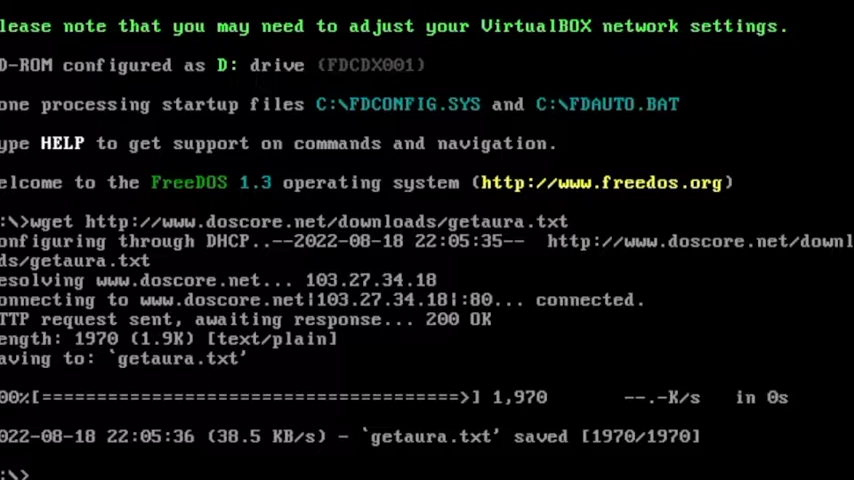 lease note that you may need to adjust your VirtualBOX network settings.
D-ROM configured as D: drive (FDCDX001)
one processing startup files C:\FDCONFIG.SYS and C:\FDAUTO.BAT
ype HELP to get support on commands and navigation.
elcome to the FreeDOS 1.3 operating system (http://www.freedos.org)
:\>wget http://www.doscore.net/downloads/getaura.txt
onfiguring through DHCP..--2022-08-18 22:05:35--  http://www.doscore.net/downl
ds/getaura.txt
esolving www.doscore.net... 103.27.34.18
onnecting to www.doscore.net|103.27.34.18|:80... connected.
TTP request sent, awaiting response... 200 OK
ength: 1970 (1.9K) [text/plain]
aving to: `getaura.txt'
00%[======================================>] 1,970       --.-K/s   in 0s
022-08-18 22:05:36 (38.5 KB/s) - `getaura.txt' saved [1970/1970]
:\>